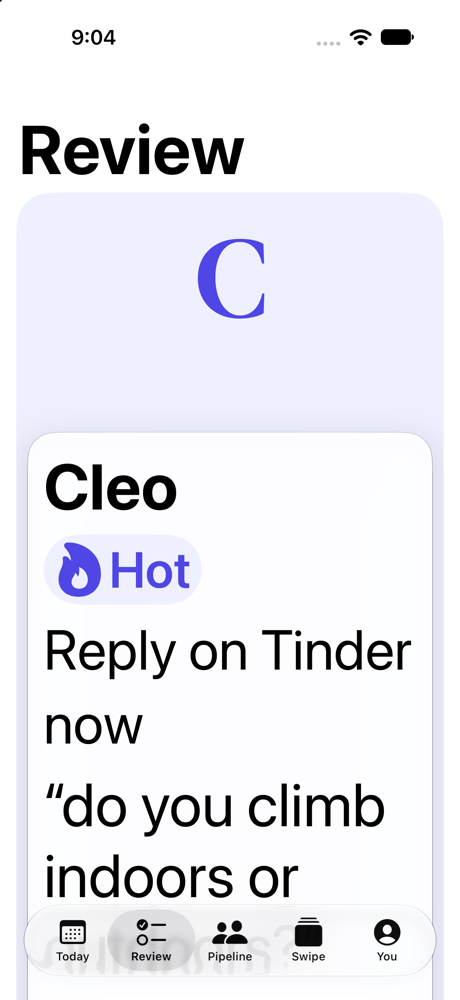 9:04
Review
C
Cleo
Hot
Reply on Tinder
now
“do you climb
indoors or
outdoors?
Today
Review
Pipeline
Swipe
You